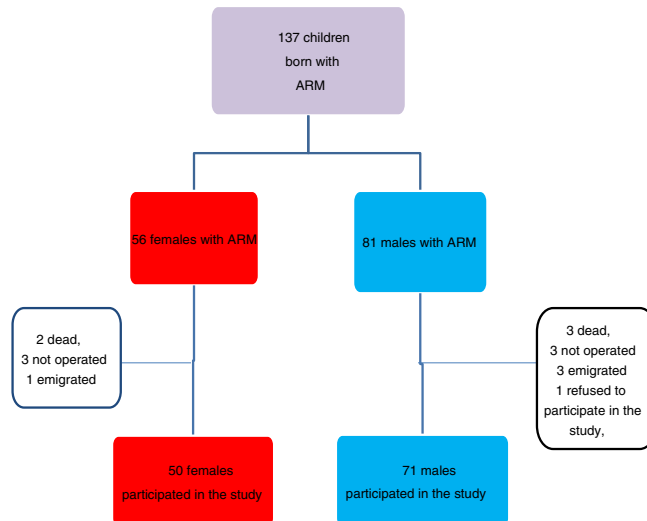 137 children
born with
ARM
56 females with ARM
81 males with ARM
2 dead,
3 not operated
1 emigrated
3 dead,
3 not operated
3 emigrated
1 refused to
participate in the
study,
50 females
participated in the study
71 males
participated in the study